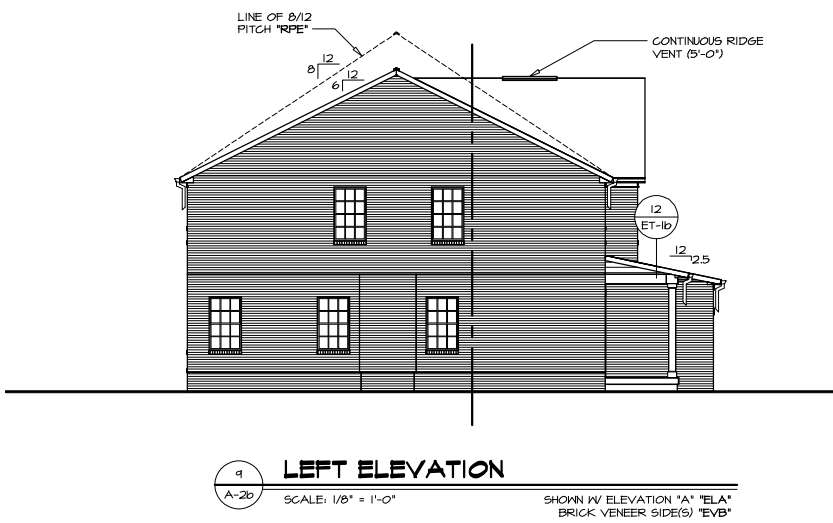 LINE OF 8/12
PITCH "RPE"
12
8
12
6
CONTINUOUS RIDGE
VENT (5'-0")
12
ET-1b
12
2.5
9
A-2b
LEFT ELEVATION
SCALE: 1/8" = 1'-0"
SHOWN W/ ELEVATION "A" "ELA"
BRICK VENEER SIDE(S) "EVB"